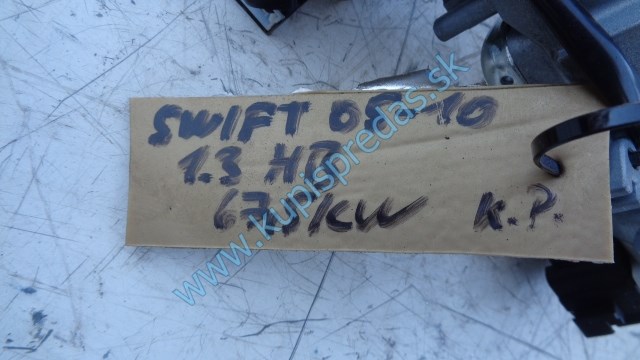 SWIFT 05-10
1.3 HB
67,5KW K.P.
www.kupispredas.sk